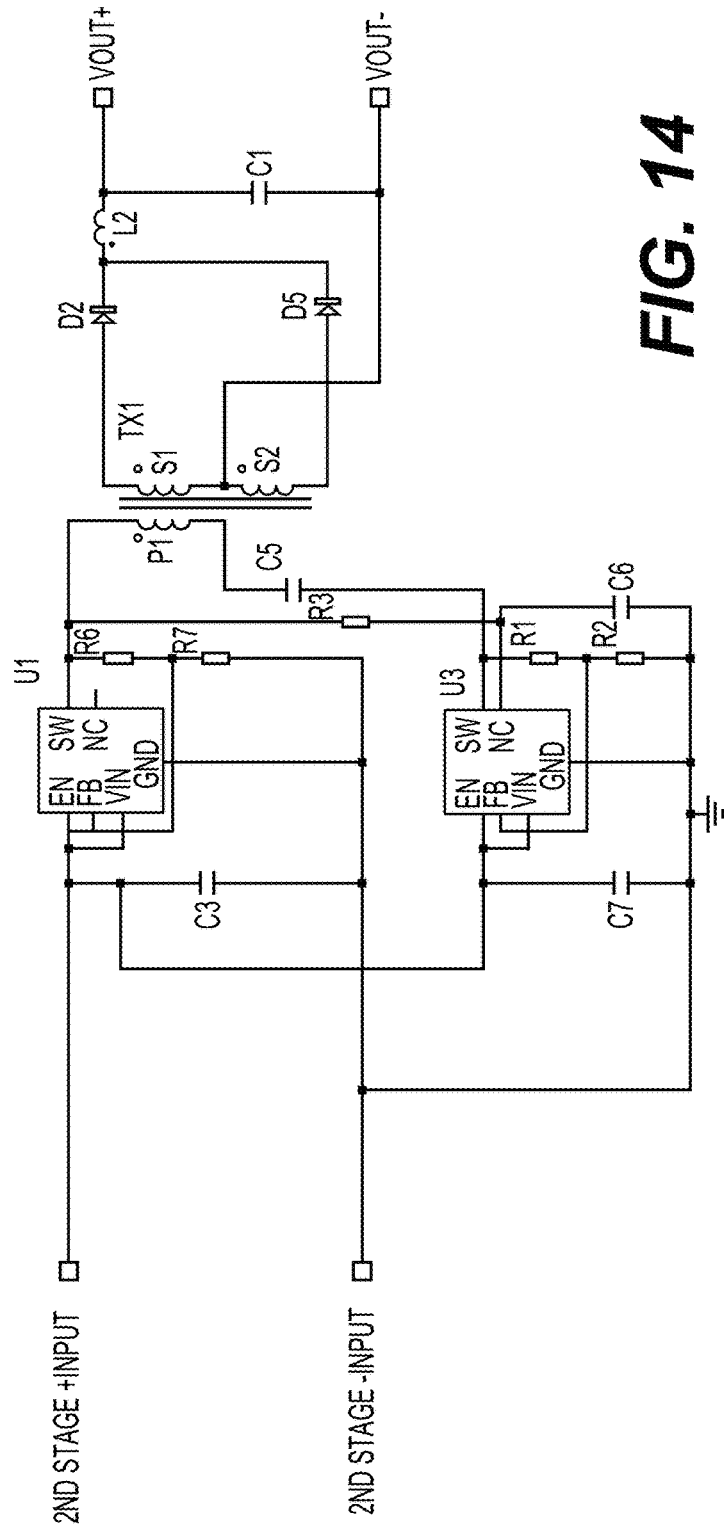 2ND STAGE +INPUT
2ND STAGE -INPUT
U1
EN
SW
FB
NC
VIN
GND
C3
R6
R7
R3
U3
EN
SW
FB
NC
VIN
GND
C7
R1
R2
C6
C5
P1
TX1
S1
S2
D2
D5
L2
C1
VOUT+
VOUT-
FIG. 14